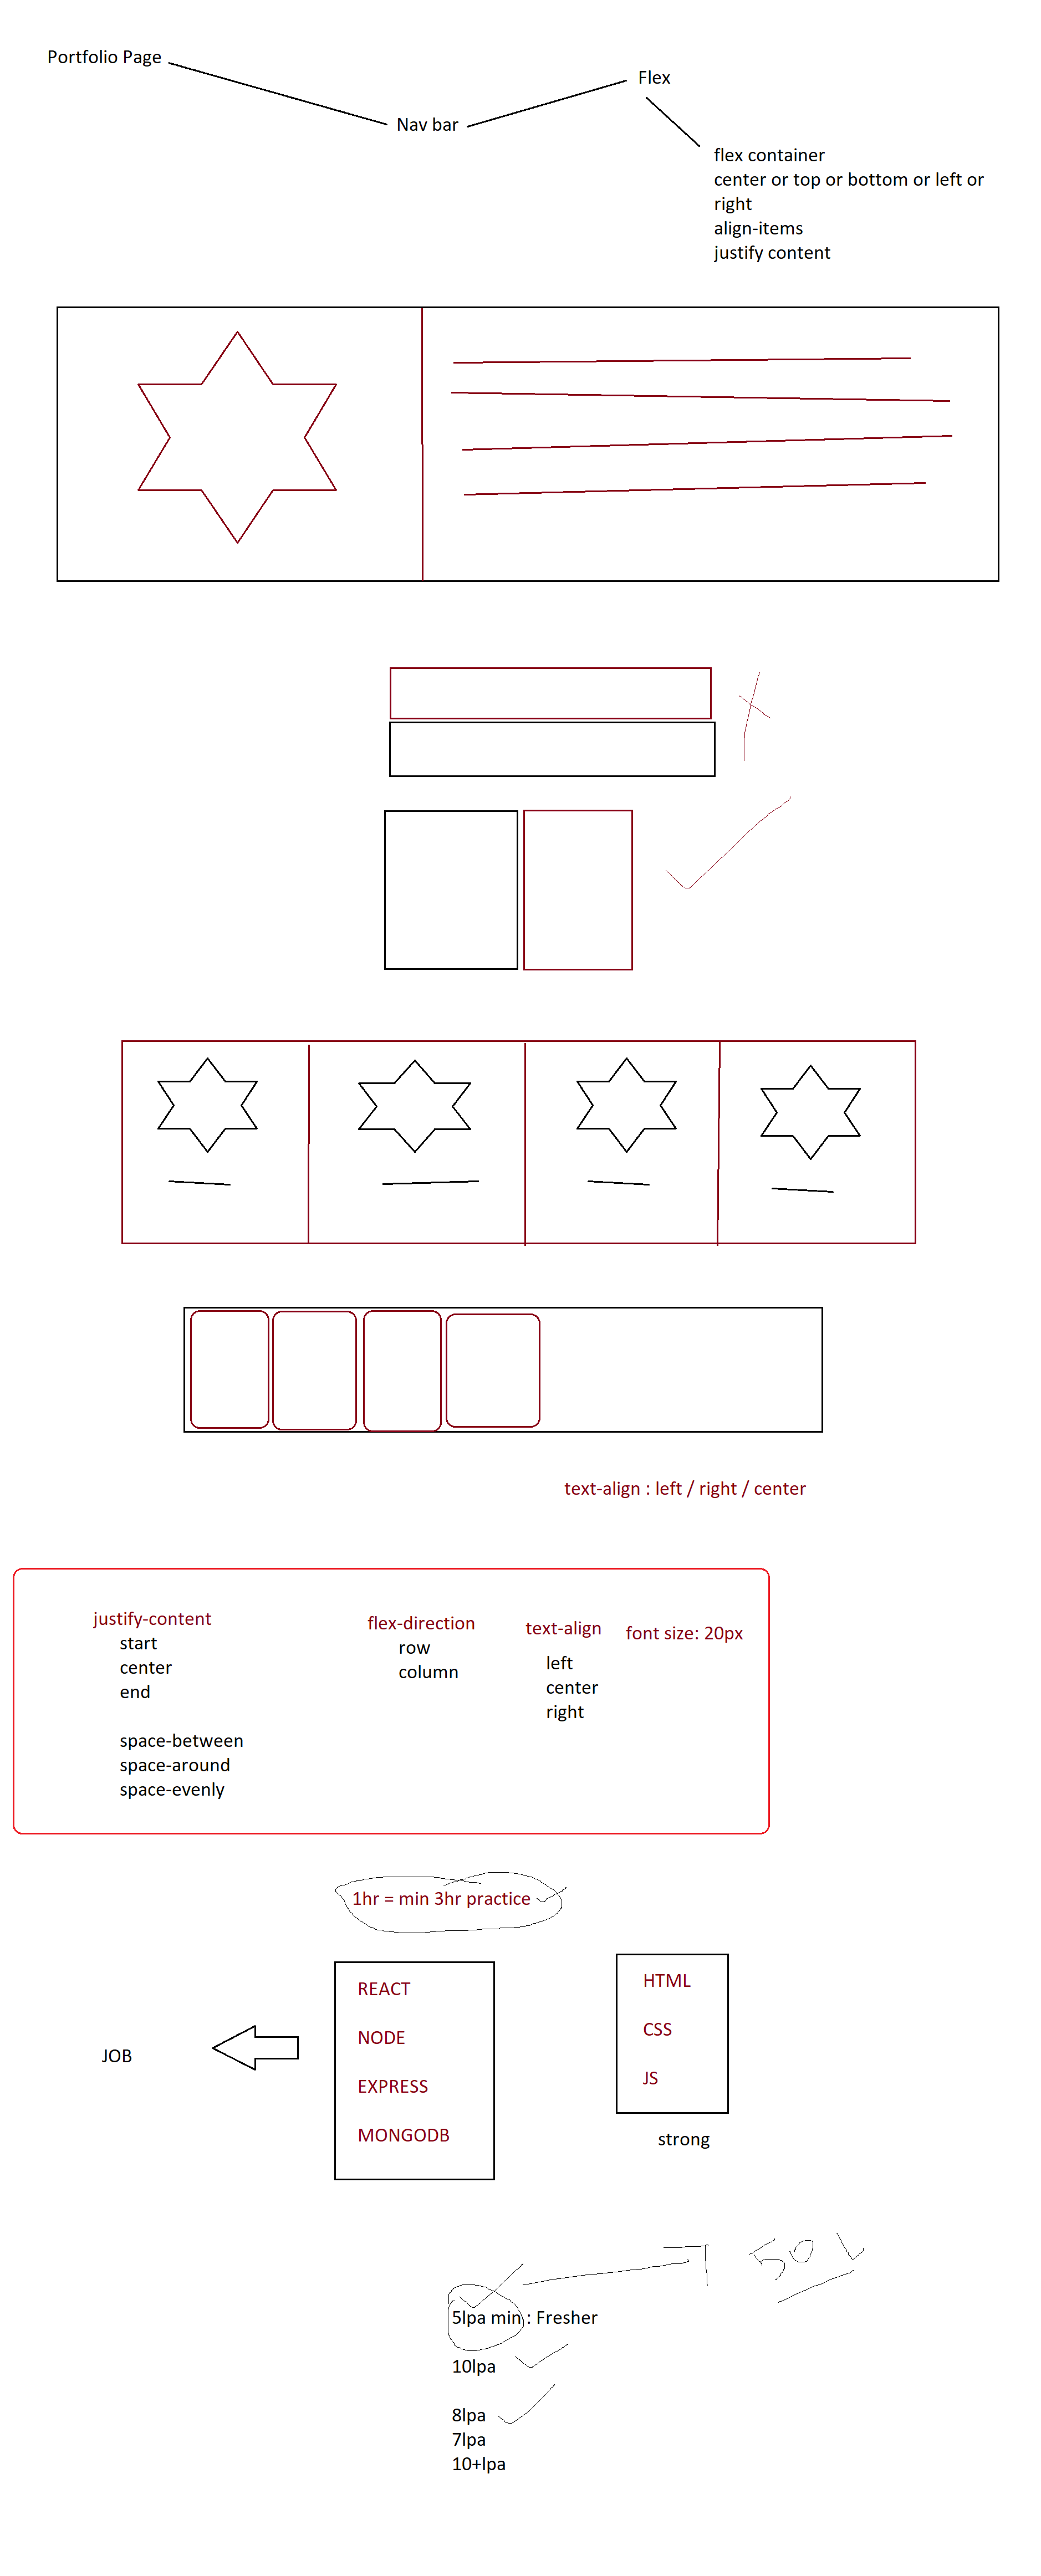 Portfolio Page
Flex
Nav bar
flex container
center or top or bottom or left or
right
align-items
justify content
text-align : left / right / center
justify-content
start
center
end
space-between
space-around
space-evenly
flex-direction
row
column
text-align
left
center
right
font size: 20px
1hr = min 3hr practice
REACT
NODE
EXPRESS
MONGODB
HTML
CSS
JS
strong
JOB
50 L
5lpa min : Fresher
10lpa
8lpa
7lpa
10+lpa